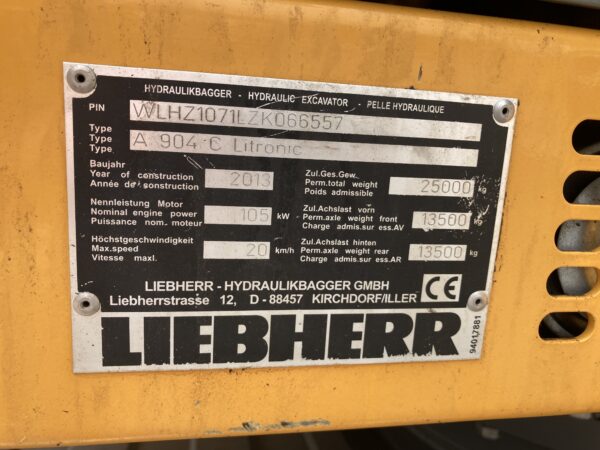 HYDRAULIKBAGGER - HYDRAULIC EXCAVATOR - PELLE HYDRAULIQUE
PIN WLHZ1071LZK066557
Type
Type A 904 C Litronic
Type
Baujahr
Year of construction 2013
Année de construction
Zul.Ges.Gew.
Perm.total weight 25000 kg
Poids admissible
Nennleistung Motor
Nominal engine power 105 kW
Puissance nom. moteur
Zul.Achslast vorn
Perm.axle weight front 13500 kg
Charge admis.sur ess.AV
Höchstgeschwindigkeit
Max.speed 20 km/h
Vitesse maxl.
Zul.Achslast hinten
Perm.axle weight rear 13500 kg
Charge admis.sur ess.AR
LIEBHERR - HYDRAULIKBAGGER GMBH
Liebherrstrasse 12, D - 88457 KIRCHDORF/ILLER
CE
LIEBHERR
94017881